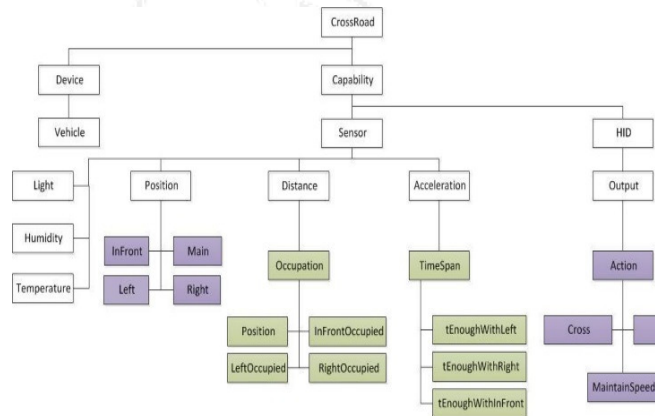 CrossRoad
Device
Capability
Vehicle
Sensor
HID
Light
Position
Distance
Acceleration
Output
Humidity
InFront
Main
Occupation
TimeSpan
Action
Temperature
Left
Right
Position
InFrontOccupied
tEnoughWithLeft
Cross
LeftOccupied
RightOccupied
tEnoughWithRight
MaintainSpeed
tEnoughWithInFront